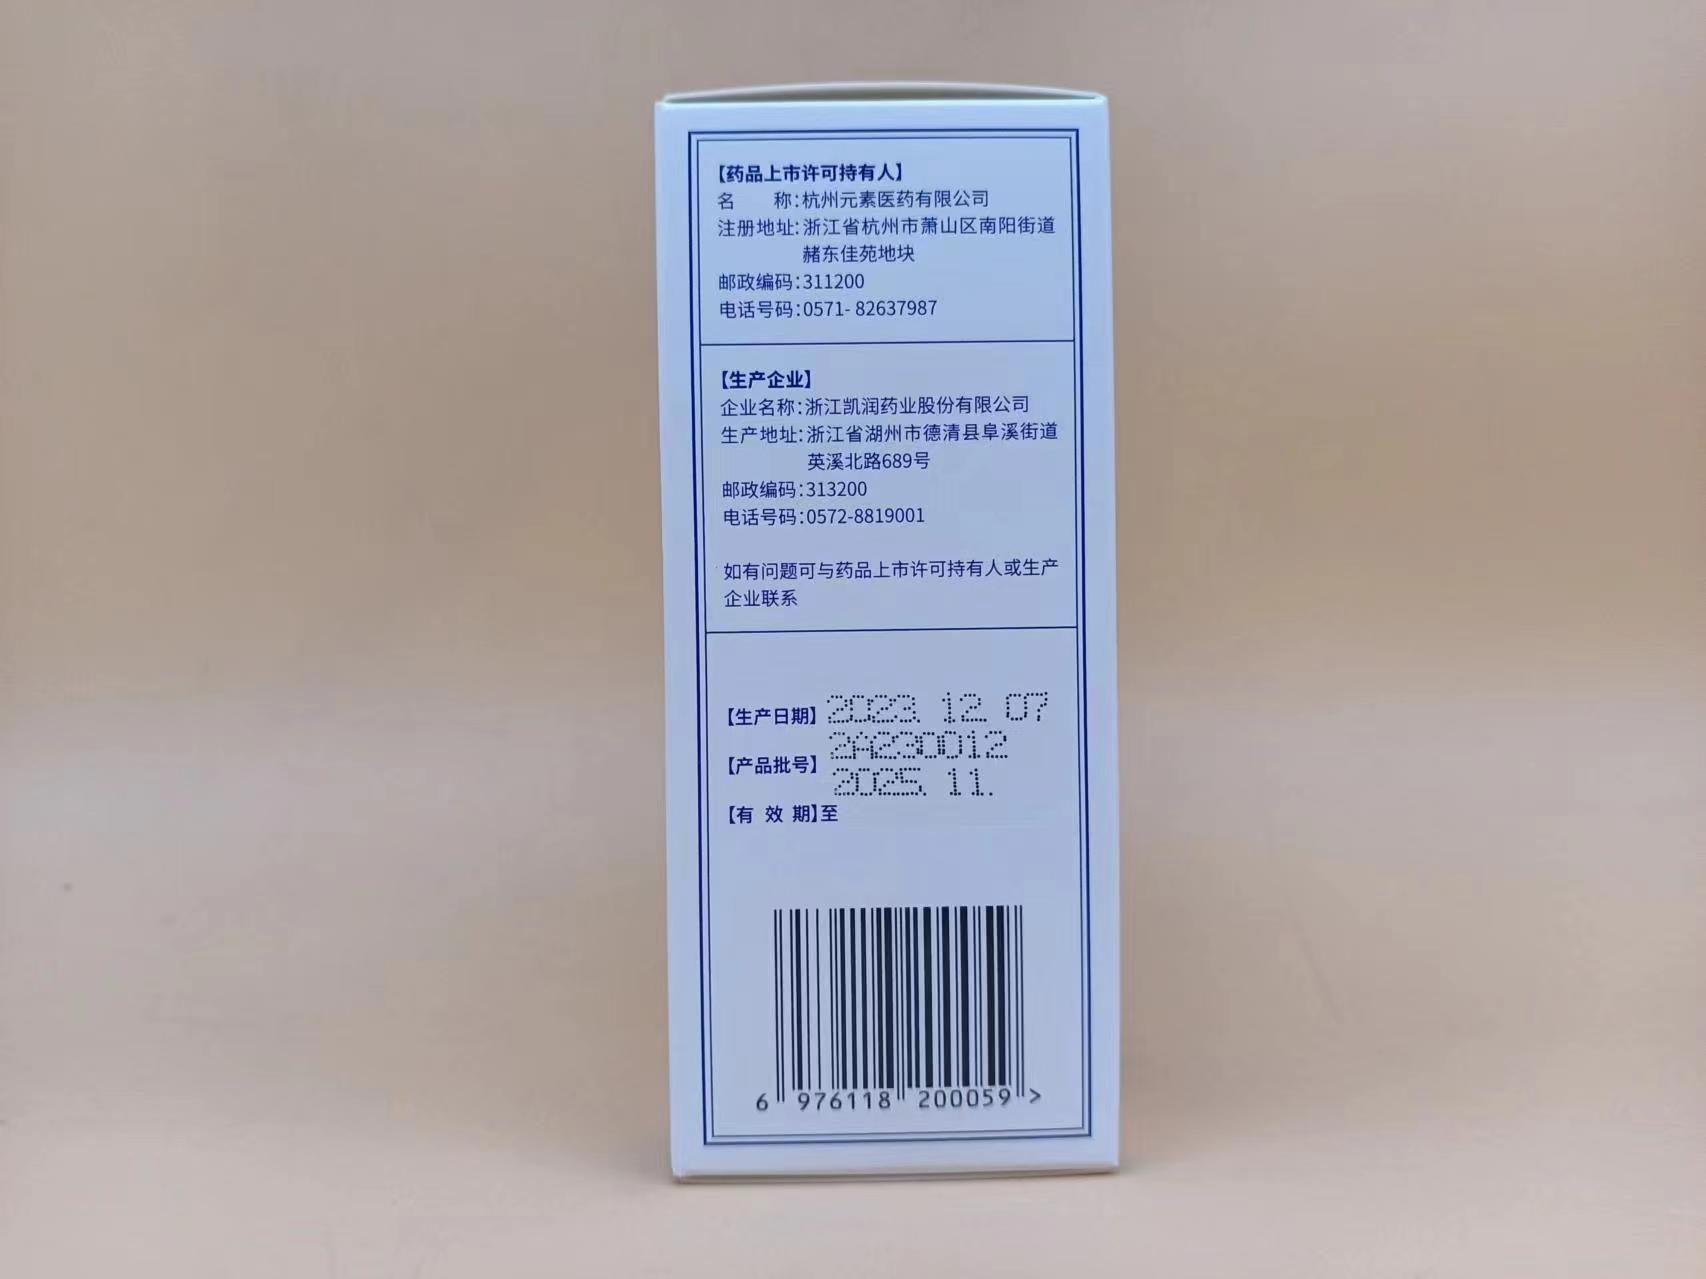 【药品上市许可持有人】
名　　称：杭州元素医药有限公司
注册地址：浙江省杭州市萧山区南阳街道
赭东佳苑地块
邮政编码：311200
电话号码：0571- 82637987
【生产企业】
企业名称：浙江凯润药业股份有限公司
生产地址：浙江省湖州市德清县阜溪街道
英溪北路689号
邮政编码：313200
电话号码：0572-8819001
如有问题可与药品上市许可持有人或生产
企业联系
【生产日期】 2023. 12. 07
【产品批号】 2A230012
2025. 11.
【有 效 期】至
6 976118 200059 >